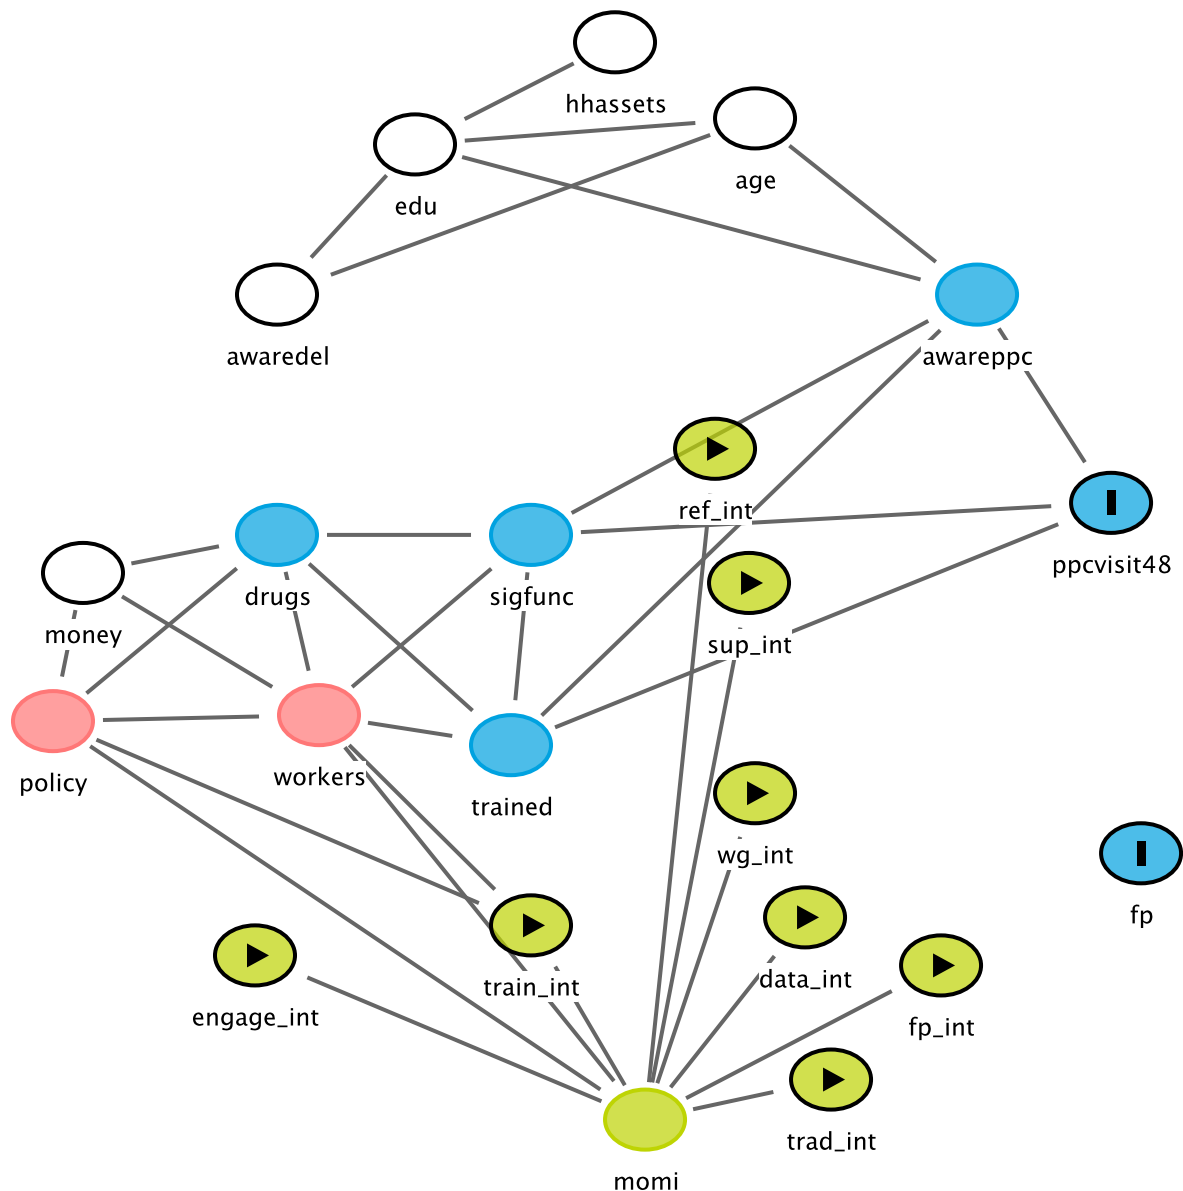 hhassets
age
edu
awaredel
awareppc
ref_int
ppcvisit48
drugs
sigfunc
money
sup_int
policy
workers
trained
wg_int
fp
data_int
train_int
engage_int
fp_int
trad_int
momi